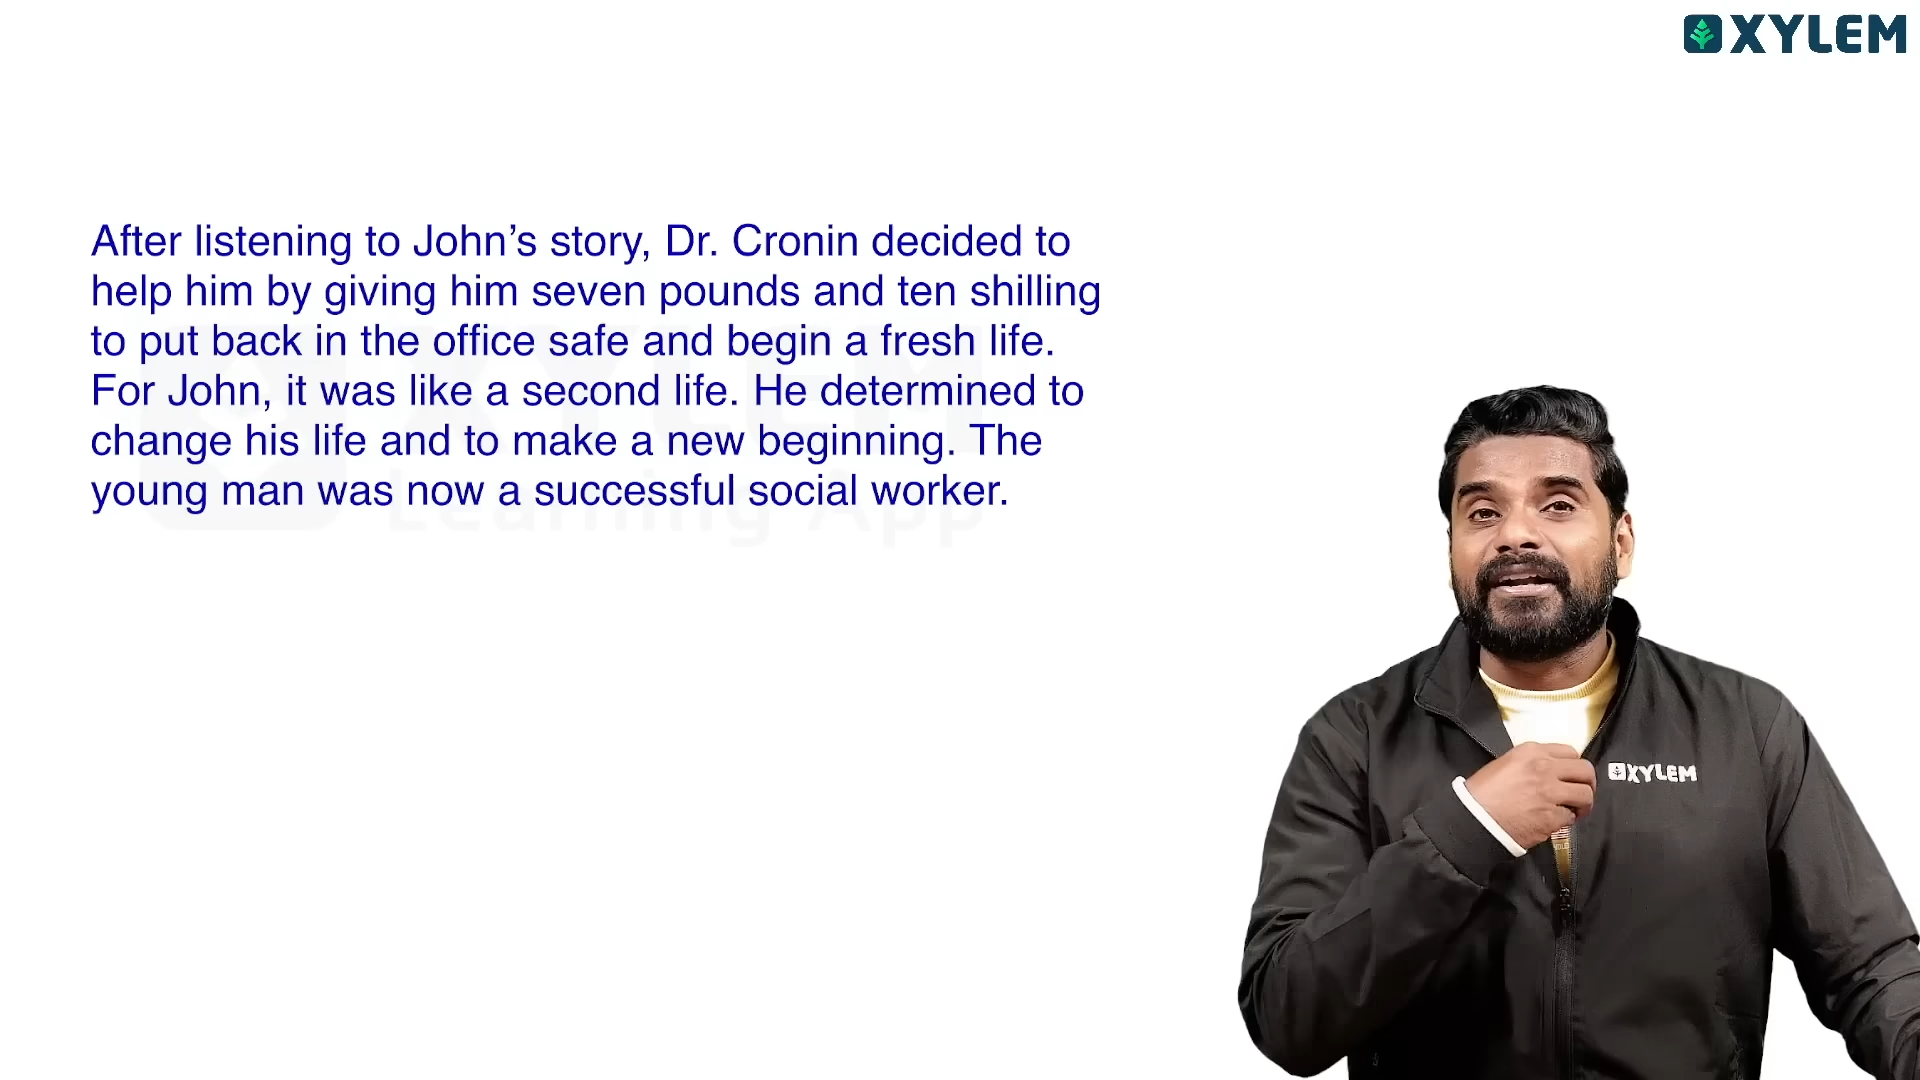 XYLEM
After listening to John’s story, Dr. Cronin decided to
help him by giving him seven pounds and ten shilling
to put back in the office safe and begin a fresh life.
For John, it was like a second life. He determined to
change his life and to make a new beginning. The
young man was now a successful social worker.
XYLEM
Learning App
XYLEM